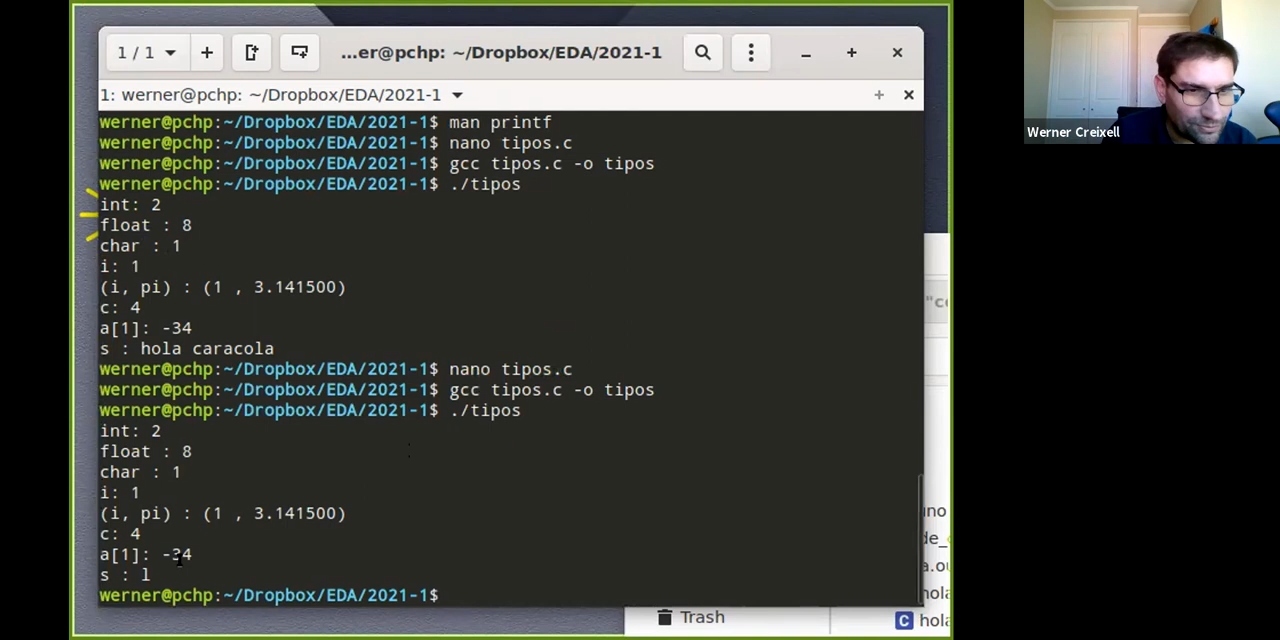 1 / 1
…er@pchp: ~/Dropbox/EDA/2021-1
1: werner@pchp: ~/Dropbox/EDA/2021-1
werner@pchp:~/Dropbox/EDA/2021-1$ man printf
werner@pchp:~/Dropbox/EDA/2021-1$ nano tipos.c
werner@pchp:~/Dropbox/EDA/2021-1$ gcc tipos.c -o tipos
werner@pchp:~/Dropbox/EDA/2021-1$ ./tipos
int: 2
float : 8
char : 1
i: 1
(i, pi) : (1 , 3.141500)
c: 4
a[1]: -34
s : hola caracola
werner@pchp:~/Dropbox/EDA/2021-1$ nano tipos.c
werner@pchp:~/Dropbox/EDA/2021-1$ gcc tipos.c -o tipos
werner@pchp:~/Dropbox/EDA/2021-1$ ./tipos
int: 2
float : 8
char : 1
i: 1
(i, pi) : (1 , 3.141500)
c: 4
a[1]: -34
s : l
werner@pchp:~/Dropbox/EDA/2021-1$
Trash
C hola
Werner Creixell